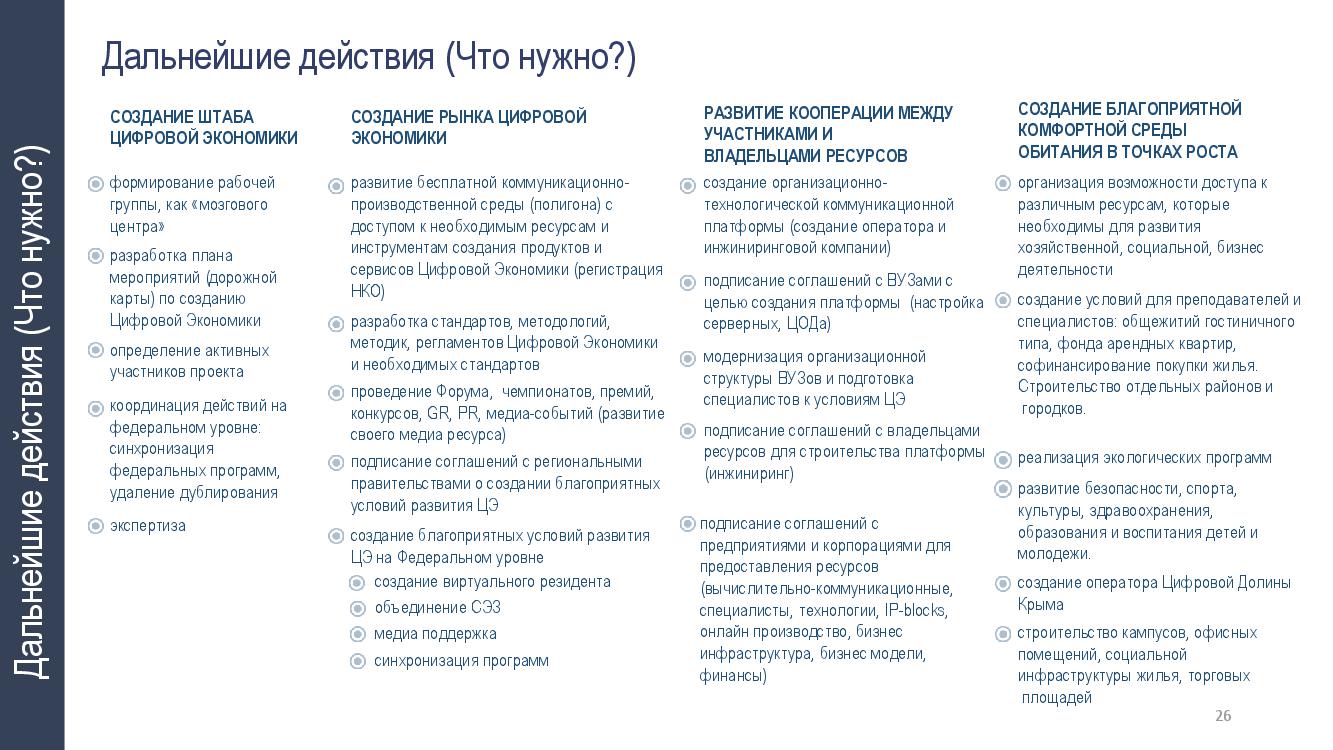 Дальнейшие действия (Что нужно?)
Дальнейшие действия (Что нужно?)
СОЗДАНИЕ ШТАБА
ЦИФРОВОЙ ЭКОНОМИКИ
формирование рабочей
группы, как «мозгового
центра»
разработка плана
мероприятий (дорожной
карты) по созданию
Цифровой Экономики
определение активных
участников проекта
координация действий на
федеральном уровне:
синхронизация
федеральных программ,
удаление дублирования
экспертиза
СОЗДАНИЕ РЫНКА ЦИФРОВОЙ
ЭКОНОМИКИ
развитие бесплатной коммуникационно-
производственной среды (полигона) с
доступом к необходимым ресурсам и
инструментам создания продуктов и
сервисов Цифровой Экономики (регистрация
НКО)
разработка стандартов, методологий,
методик, регламентов Цифровой Экономики
и необходимых стандартов
проведение Форума,  чемпионатов, премий,
конкурсов, GR, PR, медиа-событий (развитие
своего медиа ресурса)
подписание соглашений с региональными
правительствами о создании благоприятных
условий развития ЦЭ
создание благоприятных условий развития
ЦЭ на Федеральном уровне
создание виртуального резидента
объединение СЭЗ
медиа поддержка
синхронизация программ
РАЗВИТИЕ КООПЕРАЦИИ МЕЖДУ
УЧАСТНИКАМИ И
ВЛАДЕЛЬЦАМИ РЕСУРСОВ
создание организационно-
технологической коммуникационной
платформы (создание оператора и
инжиниринговой компании)
подписание соглашений с ВУЗами с
целью создания платформы  (настройка
серверных, ЦОДа)
модернизация организационной
структуры ВУЗов и подготовка
специалистов к условиям ЦЭ
подписание соглашений с владельцами
ресурсов для строительства платформы
(инжиниринг)
подписание соглашений с
предприятиями и корпорациями для
предоставления ресурсов
(вычислительно-коммуникационные,
специалисты, технологии, IP-blocks,
онлайн производство, бизнес
инфраструктура, бизнес модели,
финансы)
СОЗДАНИЕ БЛАГОПРИЯТНОЙ
КОМФОРТНОЙ СРЕДЫ
ОБИТАНИЯ В ТОЧКАХ РОСТА
организация возможности доступа к
различным ресурсам, которые
необходимы для развития
хозяйственной, социальной, бизнес
деятельности
создание условий для преподавателей и
специалистов: общежитий гостиничного
типа, фонда арендных квартир,
софинансирование покупки жилья.
Строительство отдельных районов и
городков.
реализация экологических программ
развитие безопасности, спорта,
культуры, здравоохранения,
образования и воспитания детей и
молодежи.
создание оператора Цифровой Долины
Крыма
строительство кампусов, офисных
помещений, социальной
инфраструктуры жилья, торговых
площадей
26